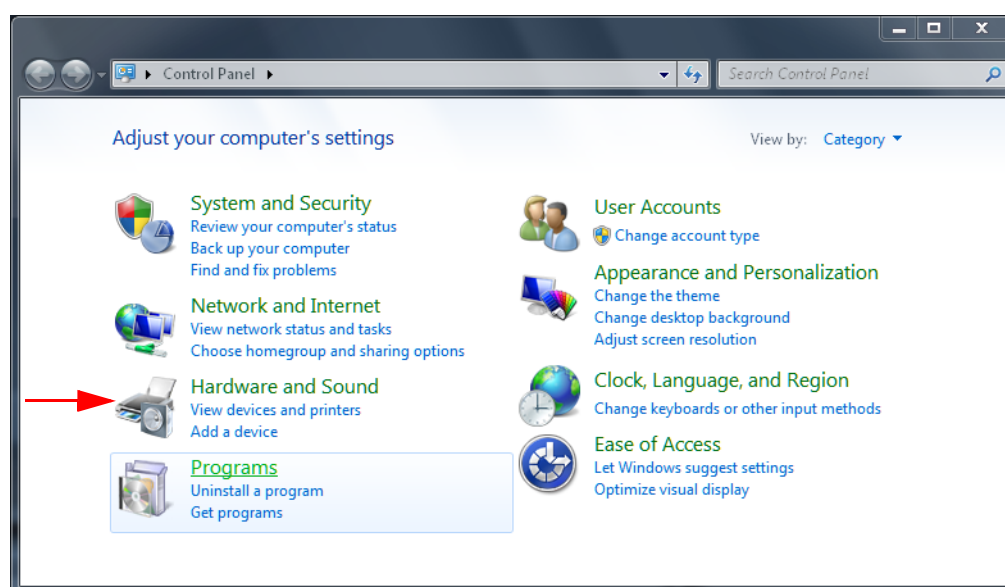 Control Panel
Search Control Panel
Adjust your computer's settings
View by: Category
System and Security
Review your computer's status
Back up your computer
Find and fix problems
Network and Internet
View network status and tasks
Choose homegroup and sharing options
Hardware and Sound
View devices and printers
Add a device
Programs
Uninstall a program
Get programs
User Accounts
Change account type
Appearance and Personalization
Change the theme
Change desktop background
Adjust screen resolution
Clock, Language, and Region
Change keyboards or other input methods
Ease of Access
Let Windows suggest settings
Optimize visual display